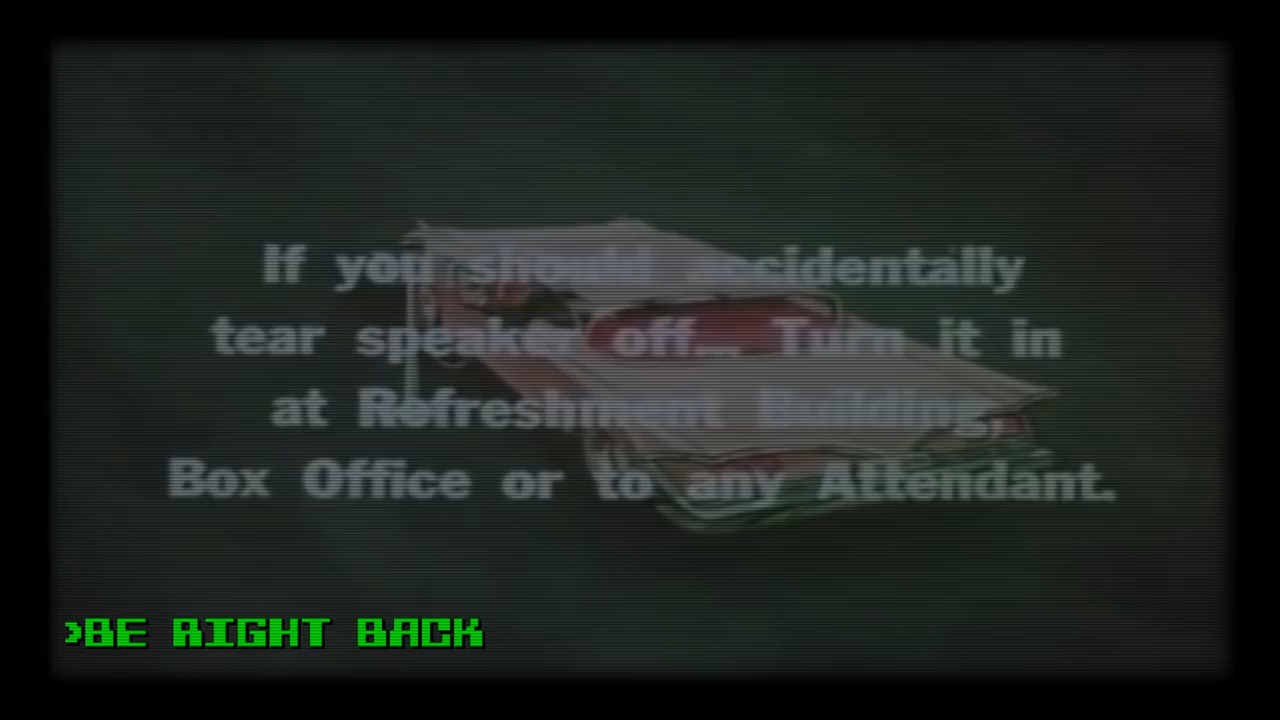 If you should accidentally
tear speaker off... Turn it in
at Refreshment Building,
Box Office or to any Attendant.
>BE RIGHT BACK